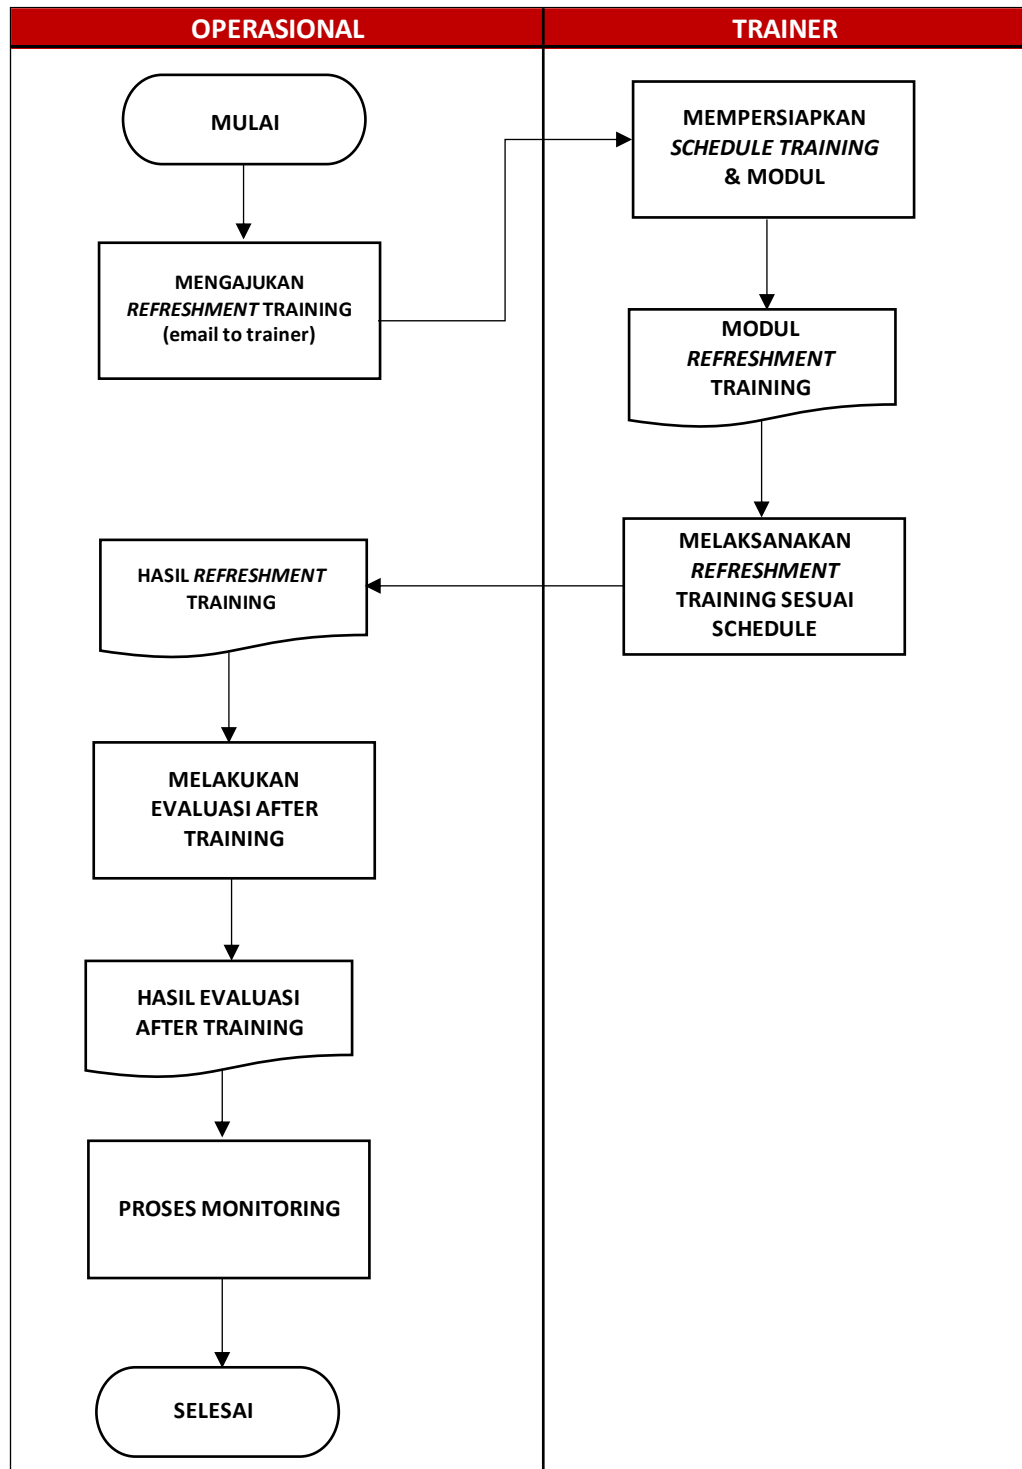 OPERASIONAL
TRAINER
MULAI
MENGAJUKAN
REFRESHMENT TRAINING
(email to trainer)
MEMPERSIAPKAN
SCHEDULE TRAINING
& MODUL
MODUL
REFRESHMENT
TRAINING
MELAKSANAKAN
REFRESHMENT
TRAINING SESUAI
SCHEDULE
HASIL REFRESHMENT
TRAINING
MELAKUKAN
EVALUASI AFTER
TRAINING
HASIL EVALUASI
AFTER TRAINING
PROSES MONITORING
SELESAI